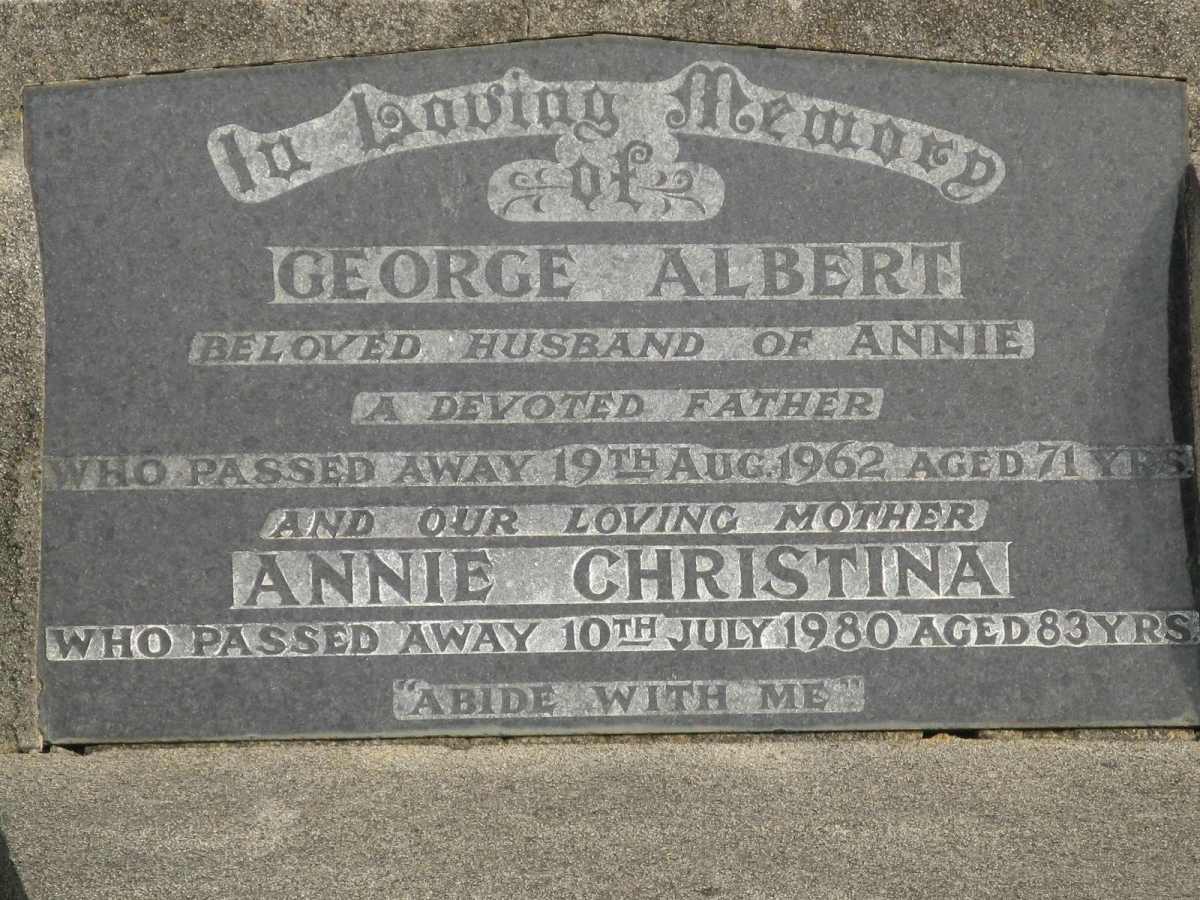 In Loving Memory
of
GEORGE ALBERT
BELOVED HUSBAND OF ANNIE
A DEVOTED FATHER
WHO PASSED AWAY 19TH AUG. 1962 AGED 71 YRS
AND OUR LOVING MOTHER
ANNIE CHRISTINA
WHO PASSED AWAY 10TH JULY 1980 AGED 83 YRS
"ABIDE WITH ME"